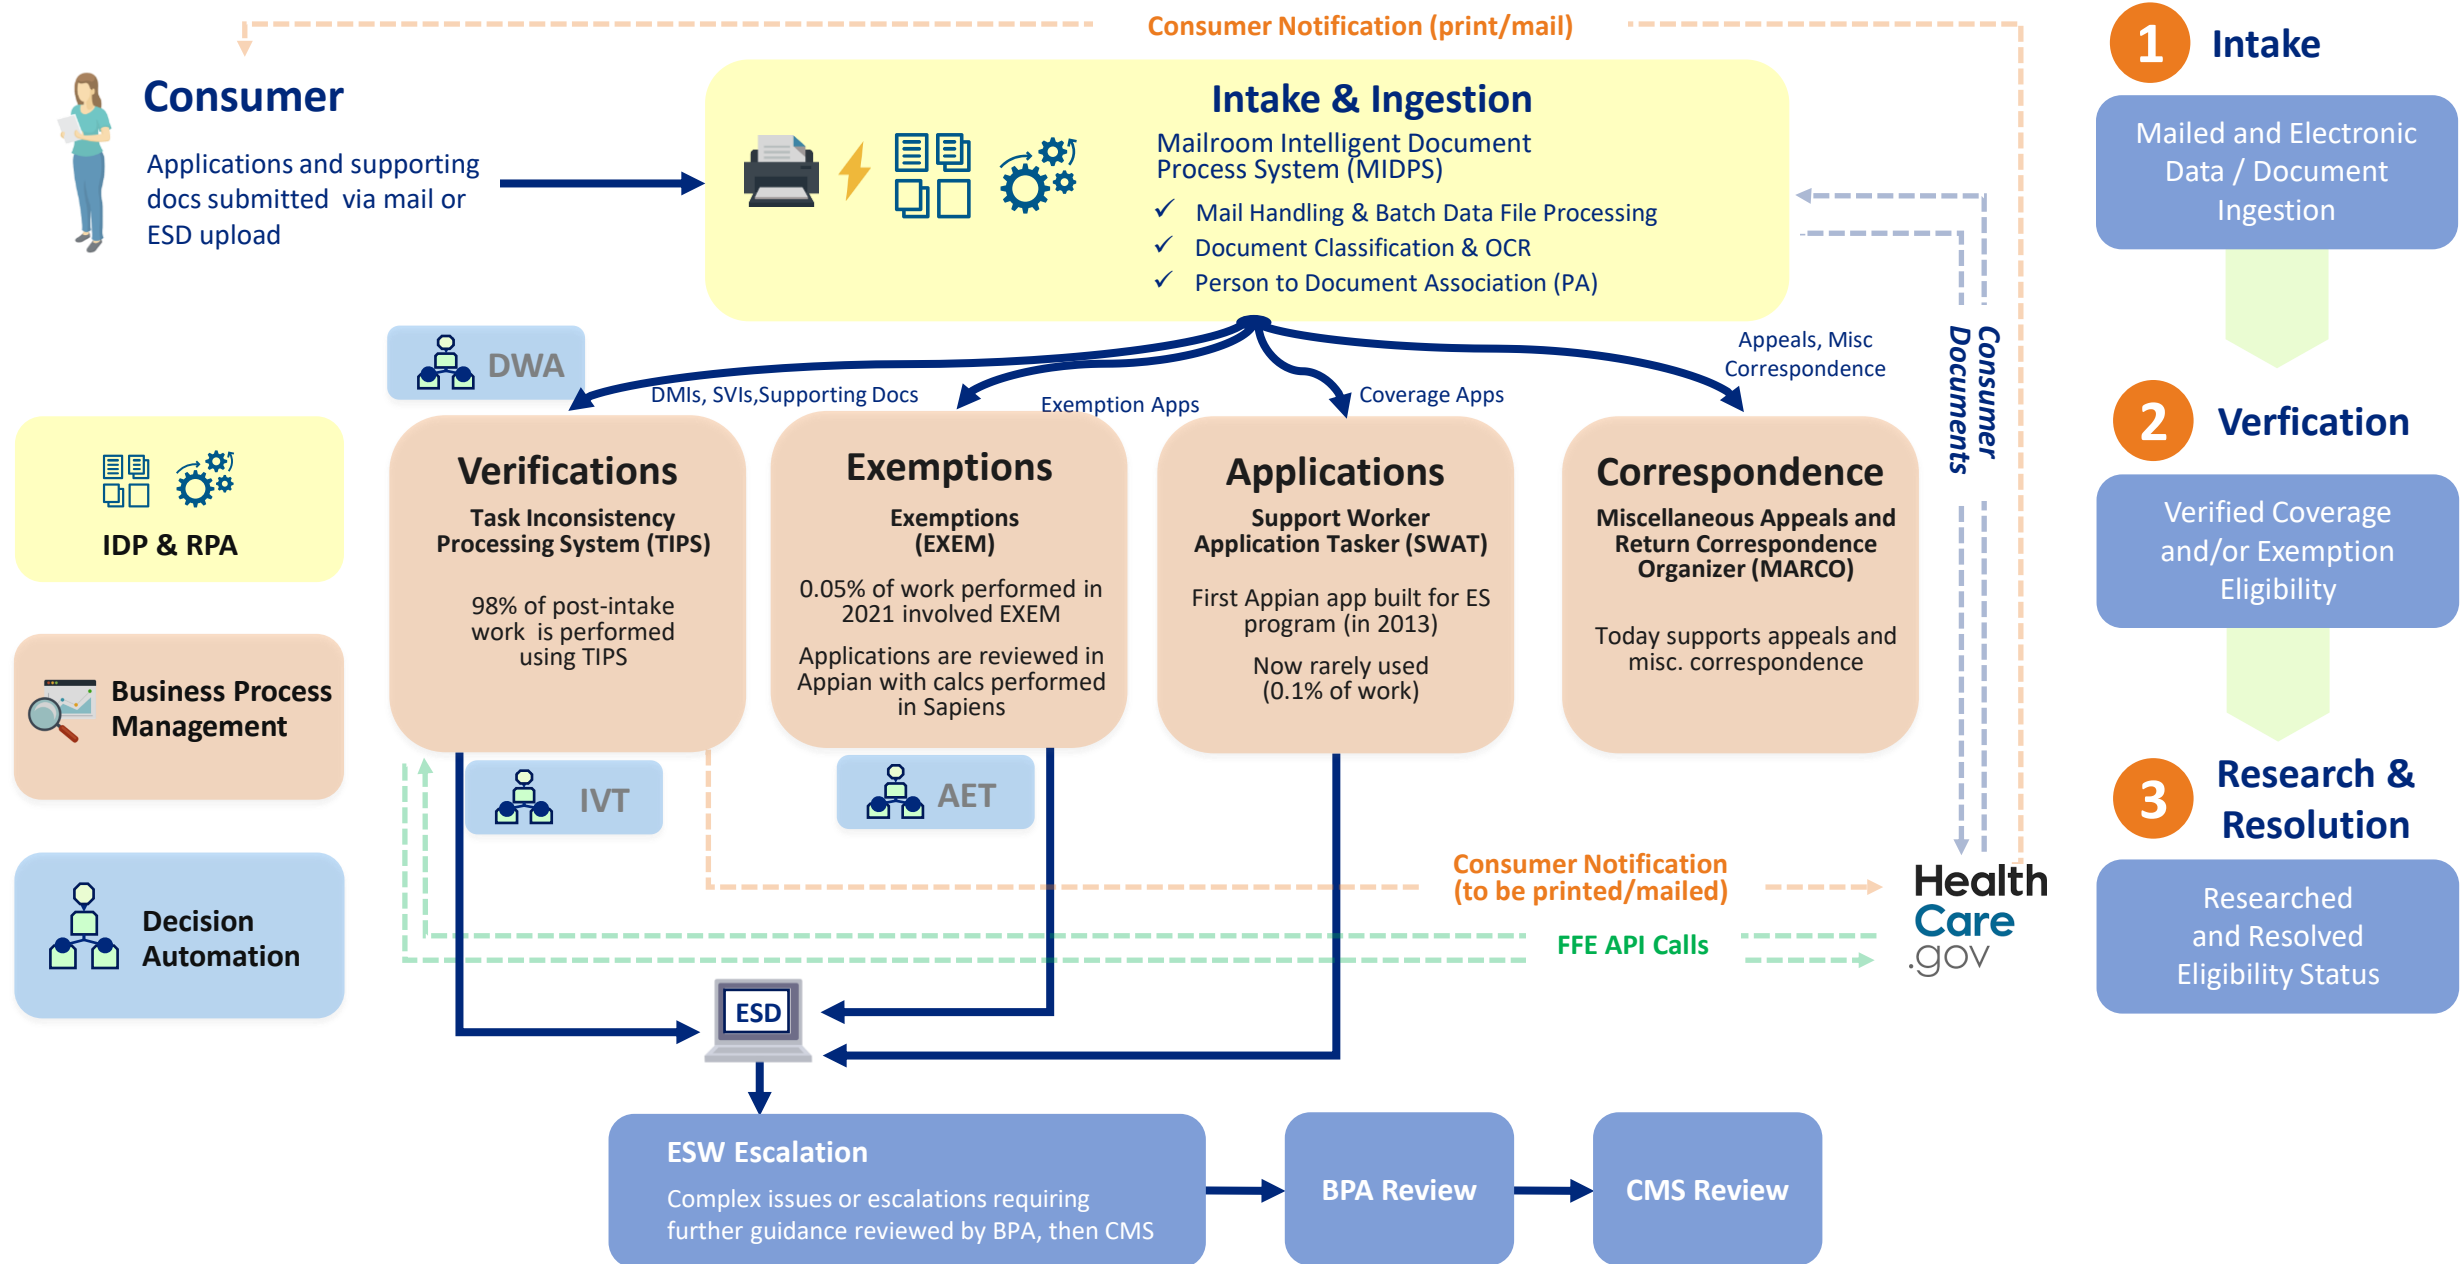 Consumer Notification (print/mail)
Consumer
Applications and supporting
docs submitted via mail or
ESD upload
Intake & Ingestion
Mailroom Intelligent Document
Process System (MIDPS)
✓ Mail Handling & Batch Data File Processing
✓ Document Classification & OCR
✓ Person to Document Association (PA)
DWA
DMIs, SVIs,Supporting Docs
Exemption Apps
Coverage Apps
Appeals, Misc
Correspondence
Consumer
Documents
IDP & RPA
Business Process
Management
Decision
Automation
Verifications
Task Inconsistency
Processing System (TIPS)
98% of post-intake
work is performed
using TIPS
Exemptions
Exemptions
(EXEM)
0.05% of work performed in
2021 involved EXEM
Applications are reviewed in
Appian with calcs performed
in Sapiens
Applications
Support Worker
Application Tasker (SWAT)
First Appian app built for ES
program (in 2013)
Now rarely used
(0.1% of work)
Correspondence
Miscellaneous Appeals and
Return Correspondence
Organizer (MARCO)
Today supports appeals and
misc. correspondence
IVT
AET
Consumer Notification
(to be printed/mailed)
FFE API Calls
Health
Care
.gov
ESD
ESW Escalation
Complex issues or escalations requiring
further guidance reviewed by BPA, then CMS
BPA Review
CMS Review
1 Intake
Mailed and Electronic
Data / Document
Ingestion
2 Verfication
Verified Coverage
and/or Exemption
Eligibility
3 Research &
Resolution
Researched
and Resolved
Eligibility Status